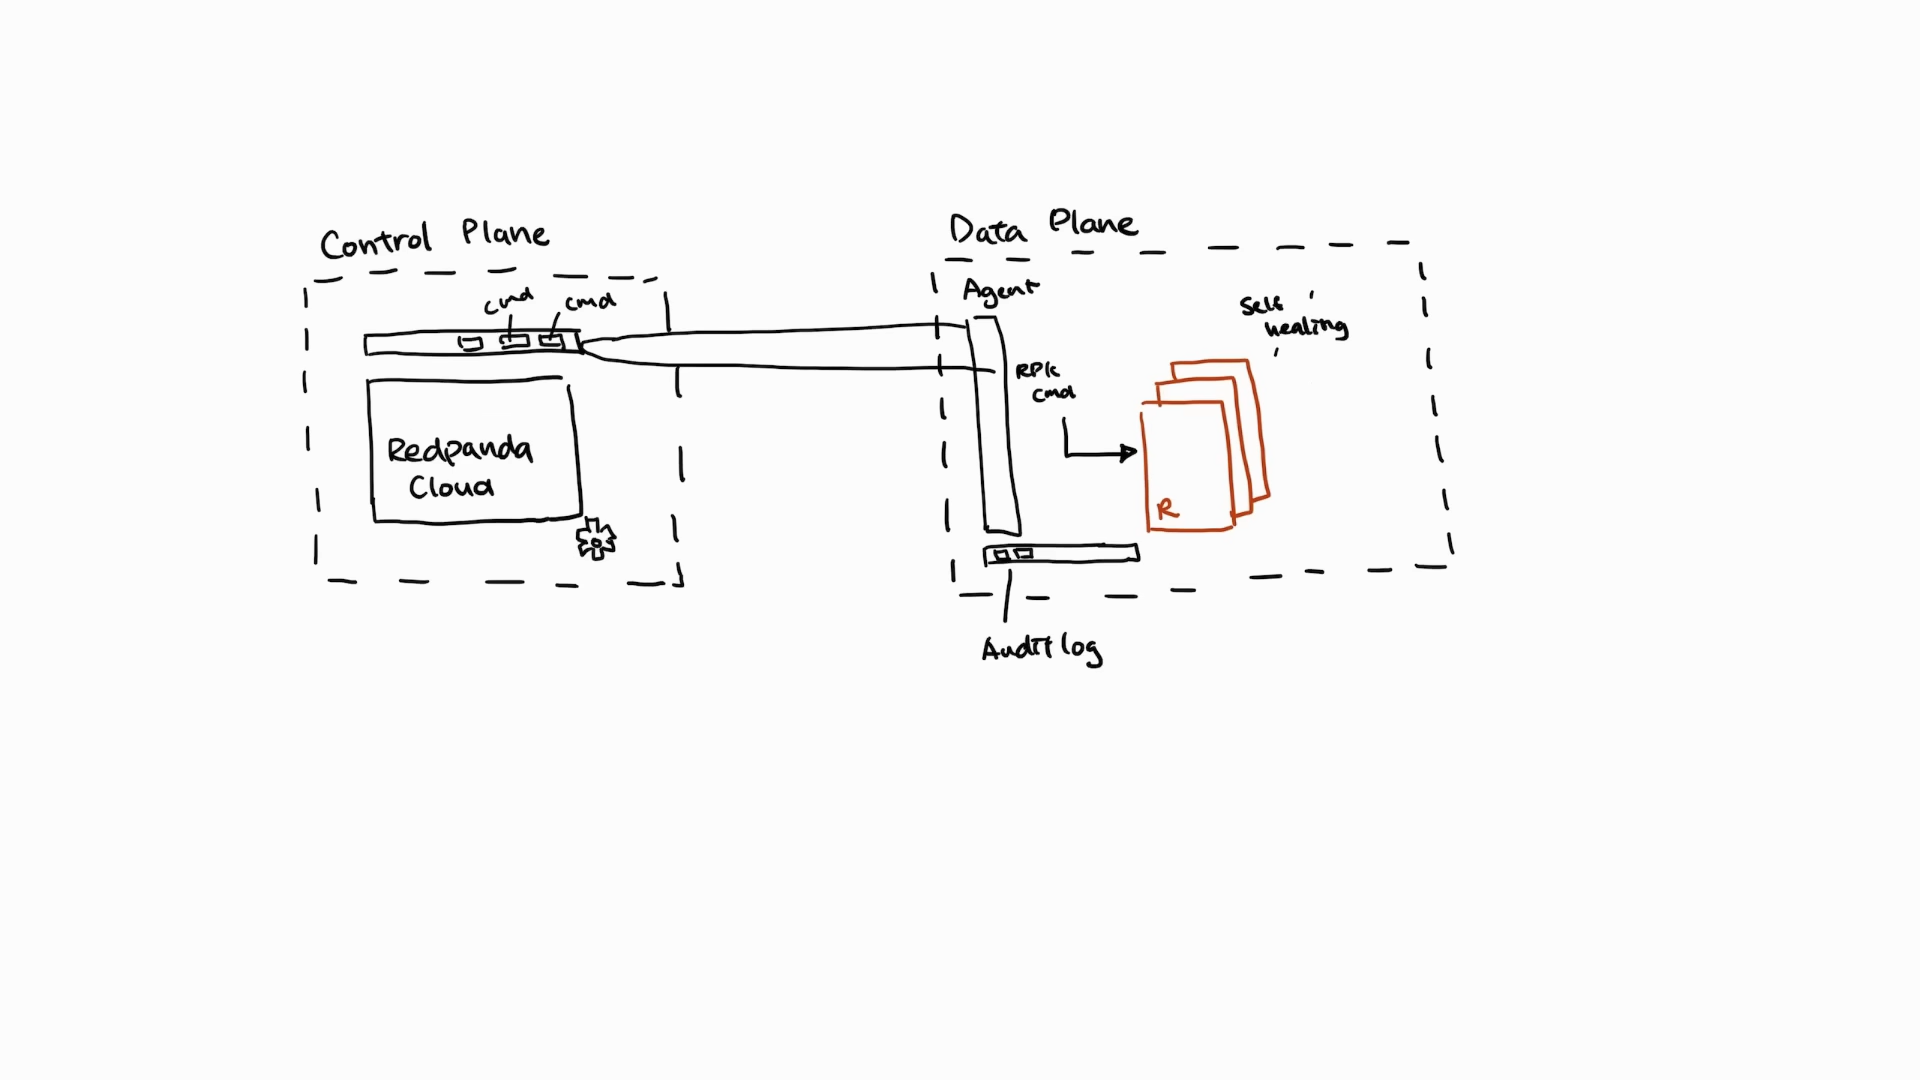 Control Plane
cmd
cmd
Redpanda
Cloud
Data Plane
Agent
RPK
cmd
Self
healing
R
Audit log